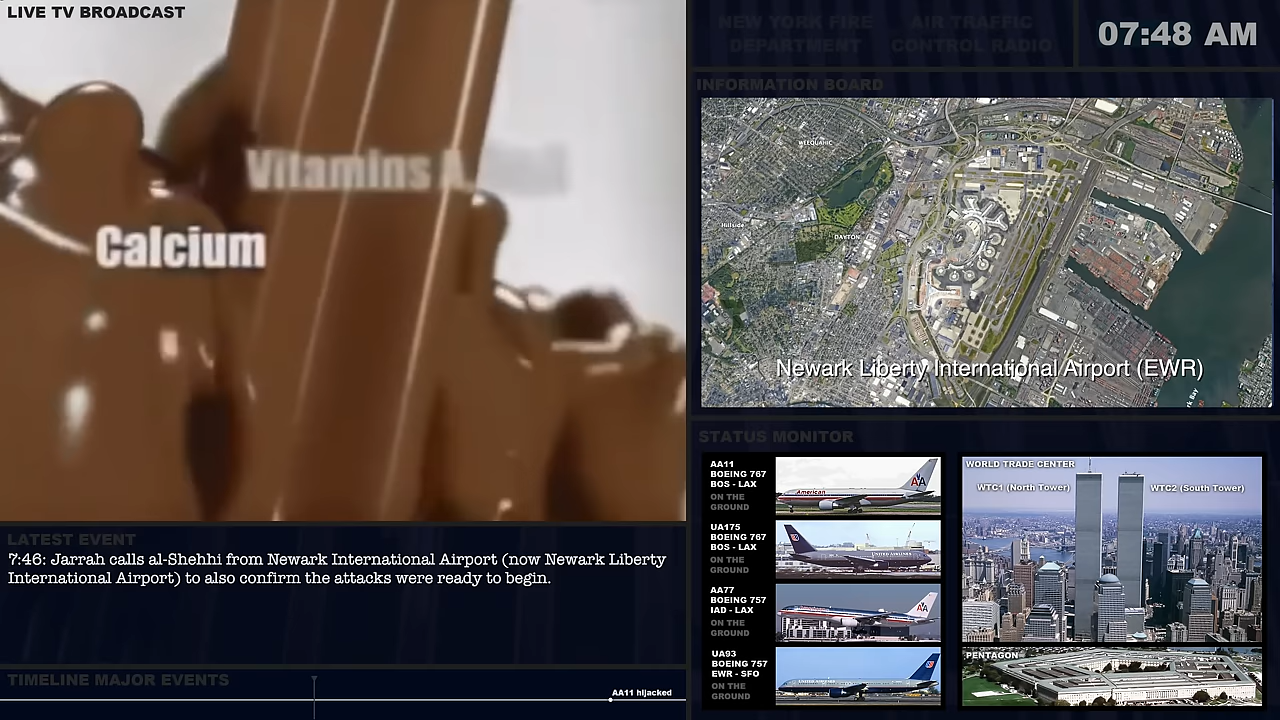 LIVE TV BROADCAST
Vitamins A
Calcium
LATEST EVENT
7:46: Jarrah calls al-Shehhi from Newark International Airport (now Newark Liberty
International Airport) to also confirm the attacks were ready to begin.
TIMELINE MAJOR EVENTS
AA11 hijacked
NEW YORK FIRE
DEPARTMENT
AIR TRAFFIC
CONTROL RADIO
07:48 AM
INFORMATION BOARD
WEEQUAHIC
Hillside
DAYTON
Newark Liberty International Airport (EWR)
STATUS MONITOR
AA11
BOEING 767
BOS - LAX
ON THE
GROUND
American
UA175
BOEING 767
BOS - LAX
ON THE
GROUND
UNITED AIRLINES
AA77
BOEING 757
IAD - LAX
ON THE
GROUND
UA93
BOEING 757
EWR - SFO
ON THE
GROUND
WORLD TRADE CENTER
WTC1 (North Tower)
WTC2 (South Tower)
PENTAGON